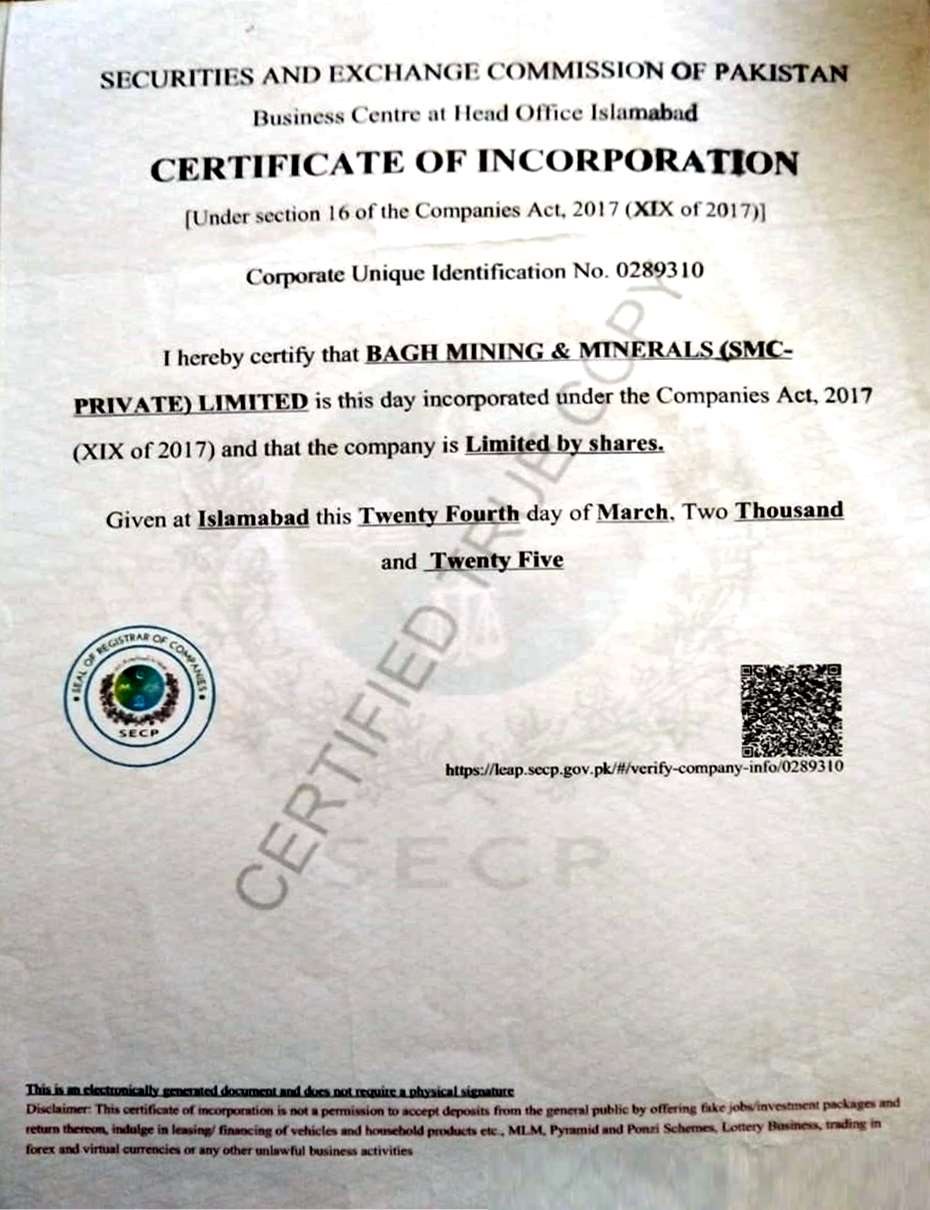 SECURITIES AND EXCHANGE COMMISSION OF PAKISTAN
Business Centre at Head Office Islamabad
CERTIFICATE OF INCORPORATION
[Under section 16 of the Companies Act, 2017 (XIX of 2017)]
Corporate Unique Identification No. 0289310
I hereby certify that BAGH MINING & MINERALS (SMC-
PRIVATE) LIMITED is this day incorporated under the Companies Act, 2017
(XIX of 2017) and that the company is Limited by shares.
Given at Islamabad this Twenty Fourth day of March, Two Thousand
and Twenty Five
CERTIFIED TRUE COPY
SEAL OF REGISTRAR OF COMPANIES
SECP
https://leap.secp.gov.pk/#/verify-company-info/0289310
SECP
This is an electronically generated document and does not require a physical signature
Disclaimer: This certificate of incorporation is not a permission to accept deposits from the general public by offering fake jobs/investment packages and
return thereon, indulge in leasing/ financing of vehicles and household products etc., MLM, Pyramid and Ponzi Schemes, Lottery Business, trading in
forex and virtual currencies or any other unlawful business activities